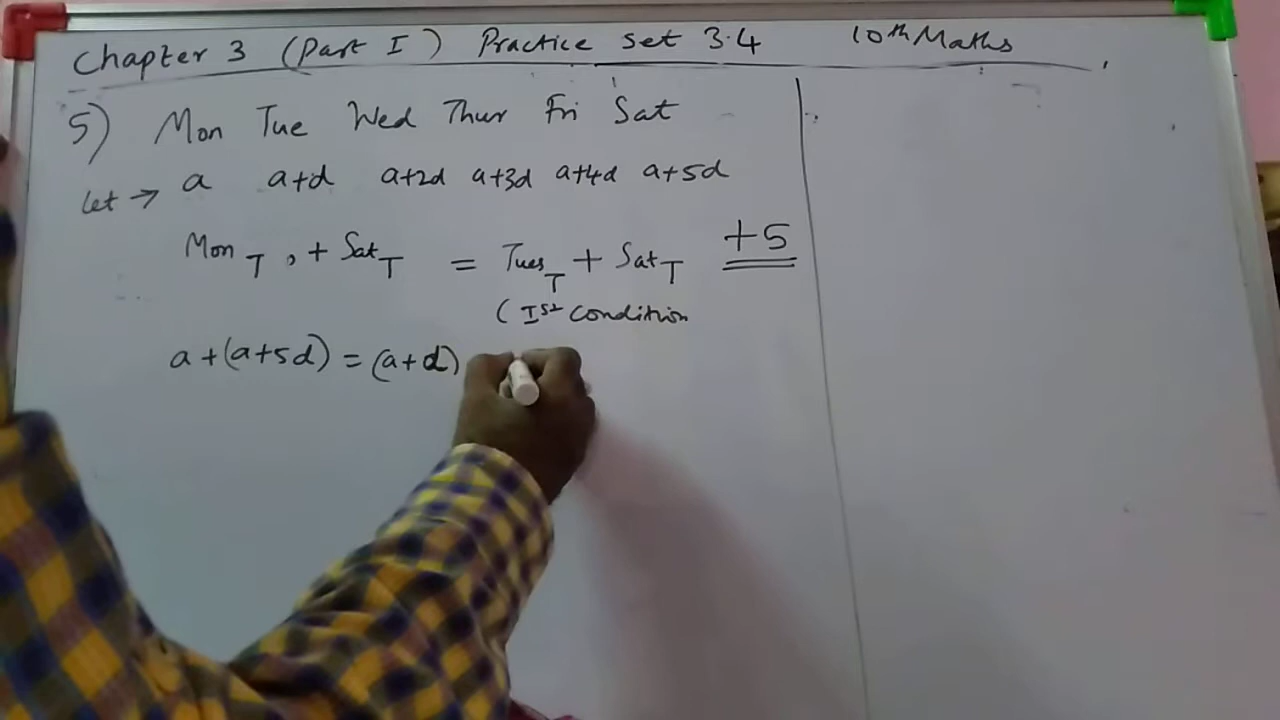 Chapter 3 (Part I) Practice set 3.4 10th Maths
5) Mon Tue Wed Thur Fri Sat
Let → a a+d a+2d a+3d a+4d a+5d
Mon T , + Sat T = Tues T + Sat T +5
(Ist condition
a+(a+5d) = (a+d)